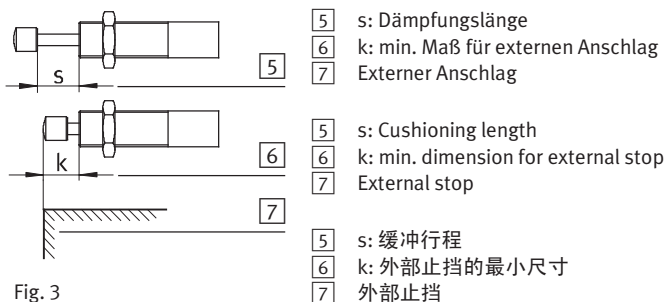 s
5
k
6
7
Fig. 3
5 s: Dämpfungslänge
6 k: min. Maß für externen Anschlag
7 Externer Anschlag
5 s: Cushioning length
6 k: min. dimension for external stop
7 External stop
5 s: 缓冲行程
6 k: 外部止挡的最小尺寸
7 外部止挡